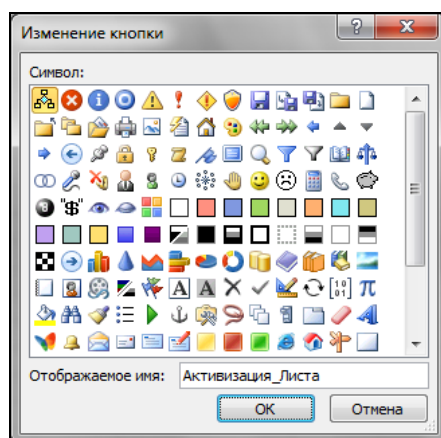 Изменение кнопки
Символ:
Отображаемое имя: Активизация_Листа
ОК Отмена